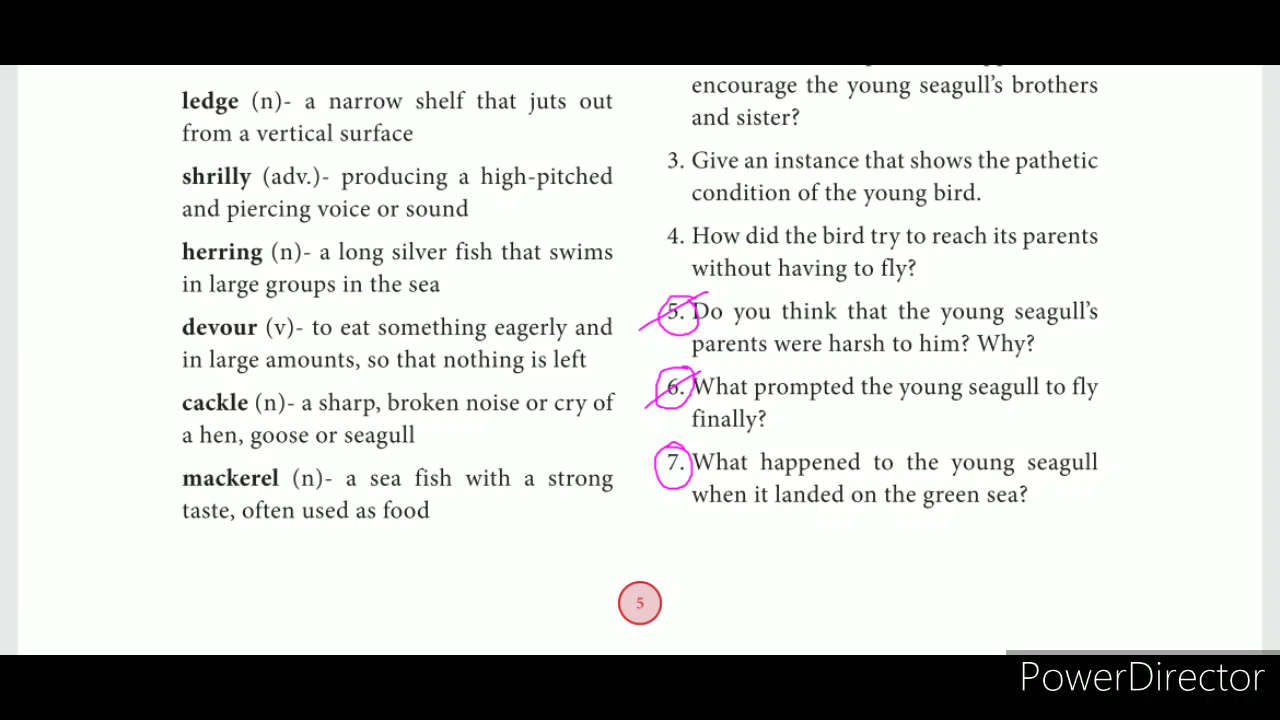 ledge (n)- a narrow shelf that juts out
from a vertical surface
shrilly (adv.)- producing a high-pitched
and piercing voice or sound
herring (n)- a long silver fish that swims
in large groups in the sea
devour (v)- to eat something eagerly and
in large amounts, so that nothing is left
cackle (n)- a sharp, broken noise or cry of
a hen, goose or seagull
mackerel (n)- a sea fish with a strong
taste, often used as food
encourage the young seagull's brothers
and sister?
3. Give an instance that shows the pathetic
condition of the young bird.
4. How did the bird try to reach its parents
without having to fly?
5. Do you think that the young seagull's
parents were harsh to him? Why?
6. What prompted the young seagull to fly
finally?
7. What happened to the young seagull
when it landed on the green sea?
5
PowerDirector